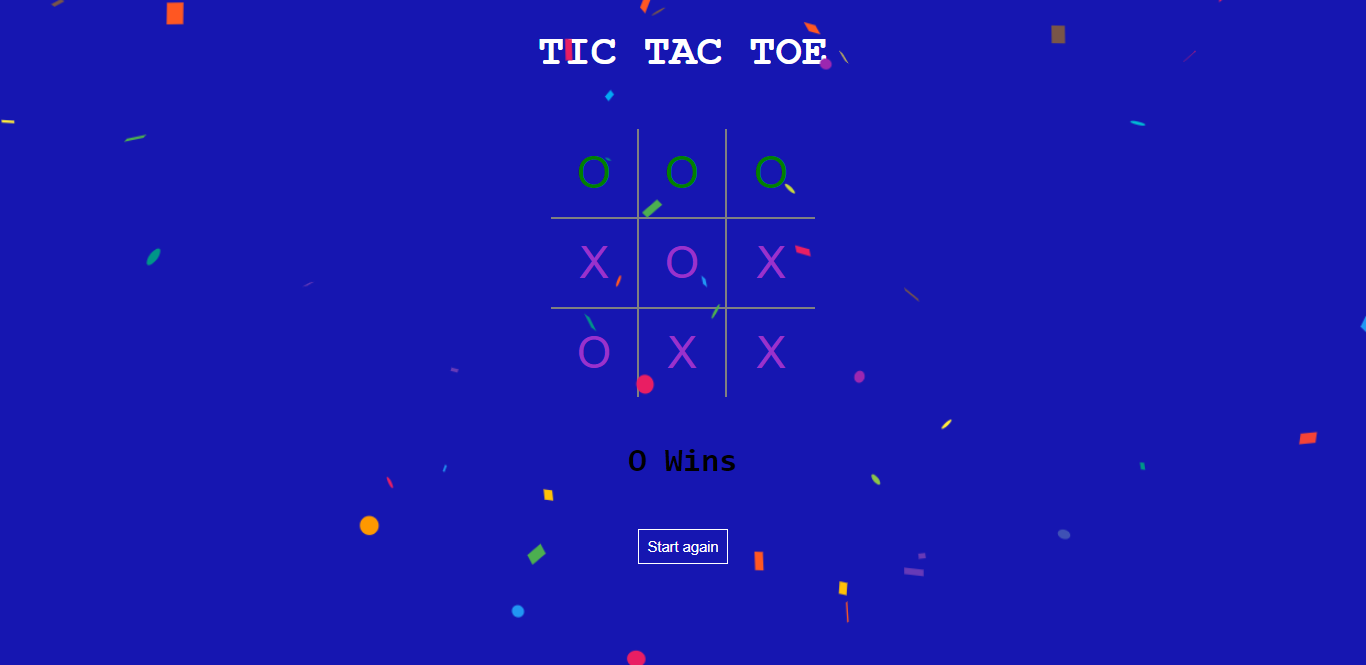 TIC TAC TOE
O O O
X O X
O X X
O Wins
Start again